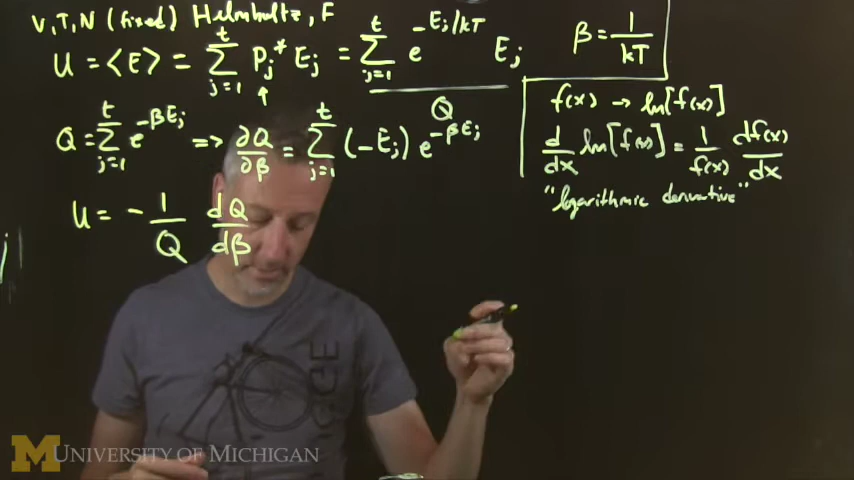 V, T, N (fixed) Helmholtz, F
U = <E> = Σ_{j=1}^{t} P_j^* E_j = Σ_{j=1}^{t} e^{-E_j/kT} E_j / Q
β = 1/kT
Q = Σ_{j=1}^{t} e^{-βE_j} => ∂Q/∂β = Σ_{j=1}^{t} (-E_j) e^{-βE_j}
U = - 1/Q dQ/dβ
f(x) → ln[f(x)]
d/dx ln[f(x)] = 1/f(x) df(x)/dx
"logarithmic derivative"
GCE
M UNIVERSITY OF MICHIGAN